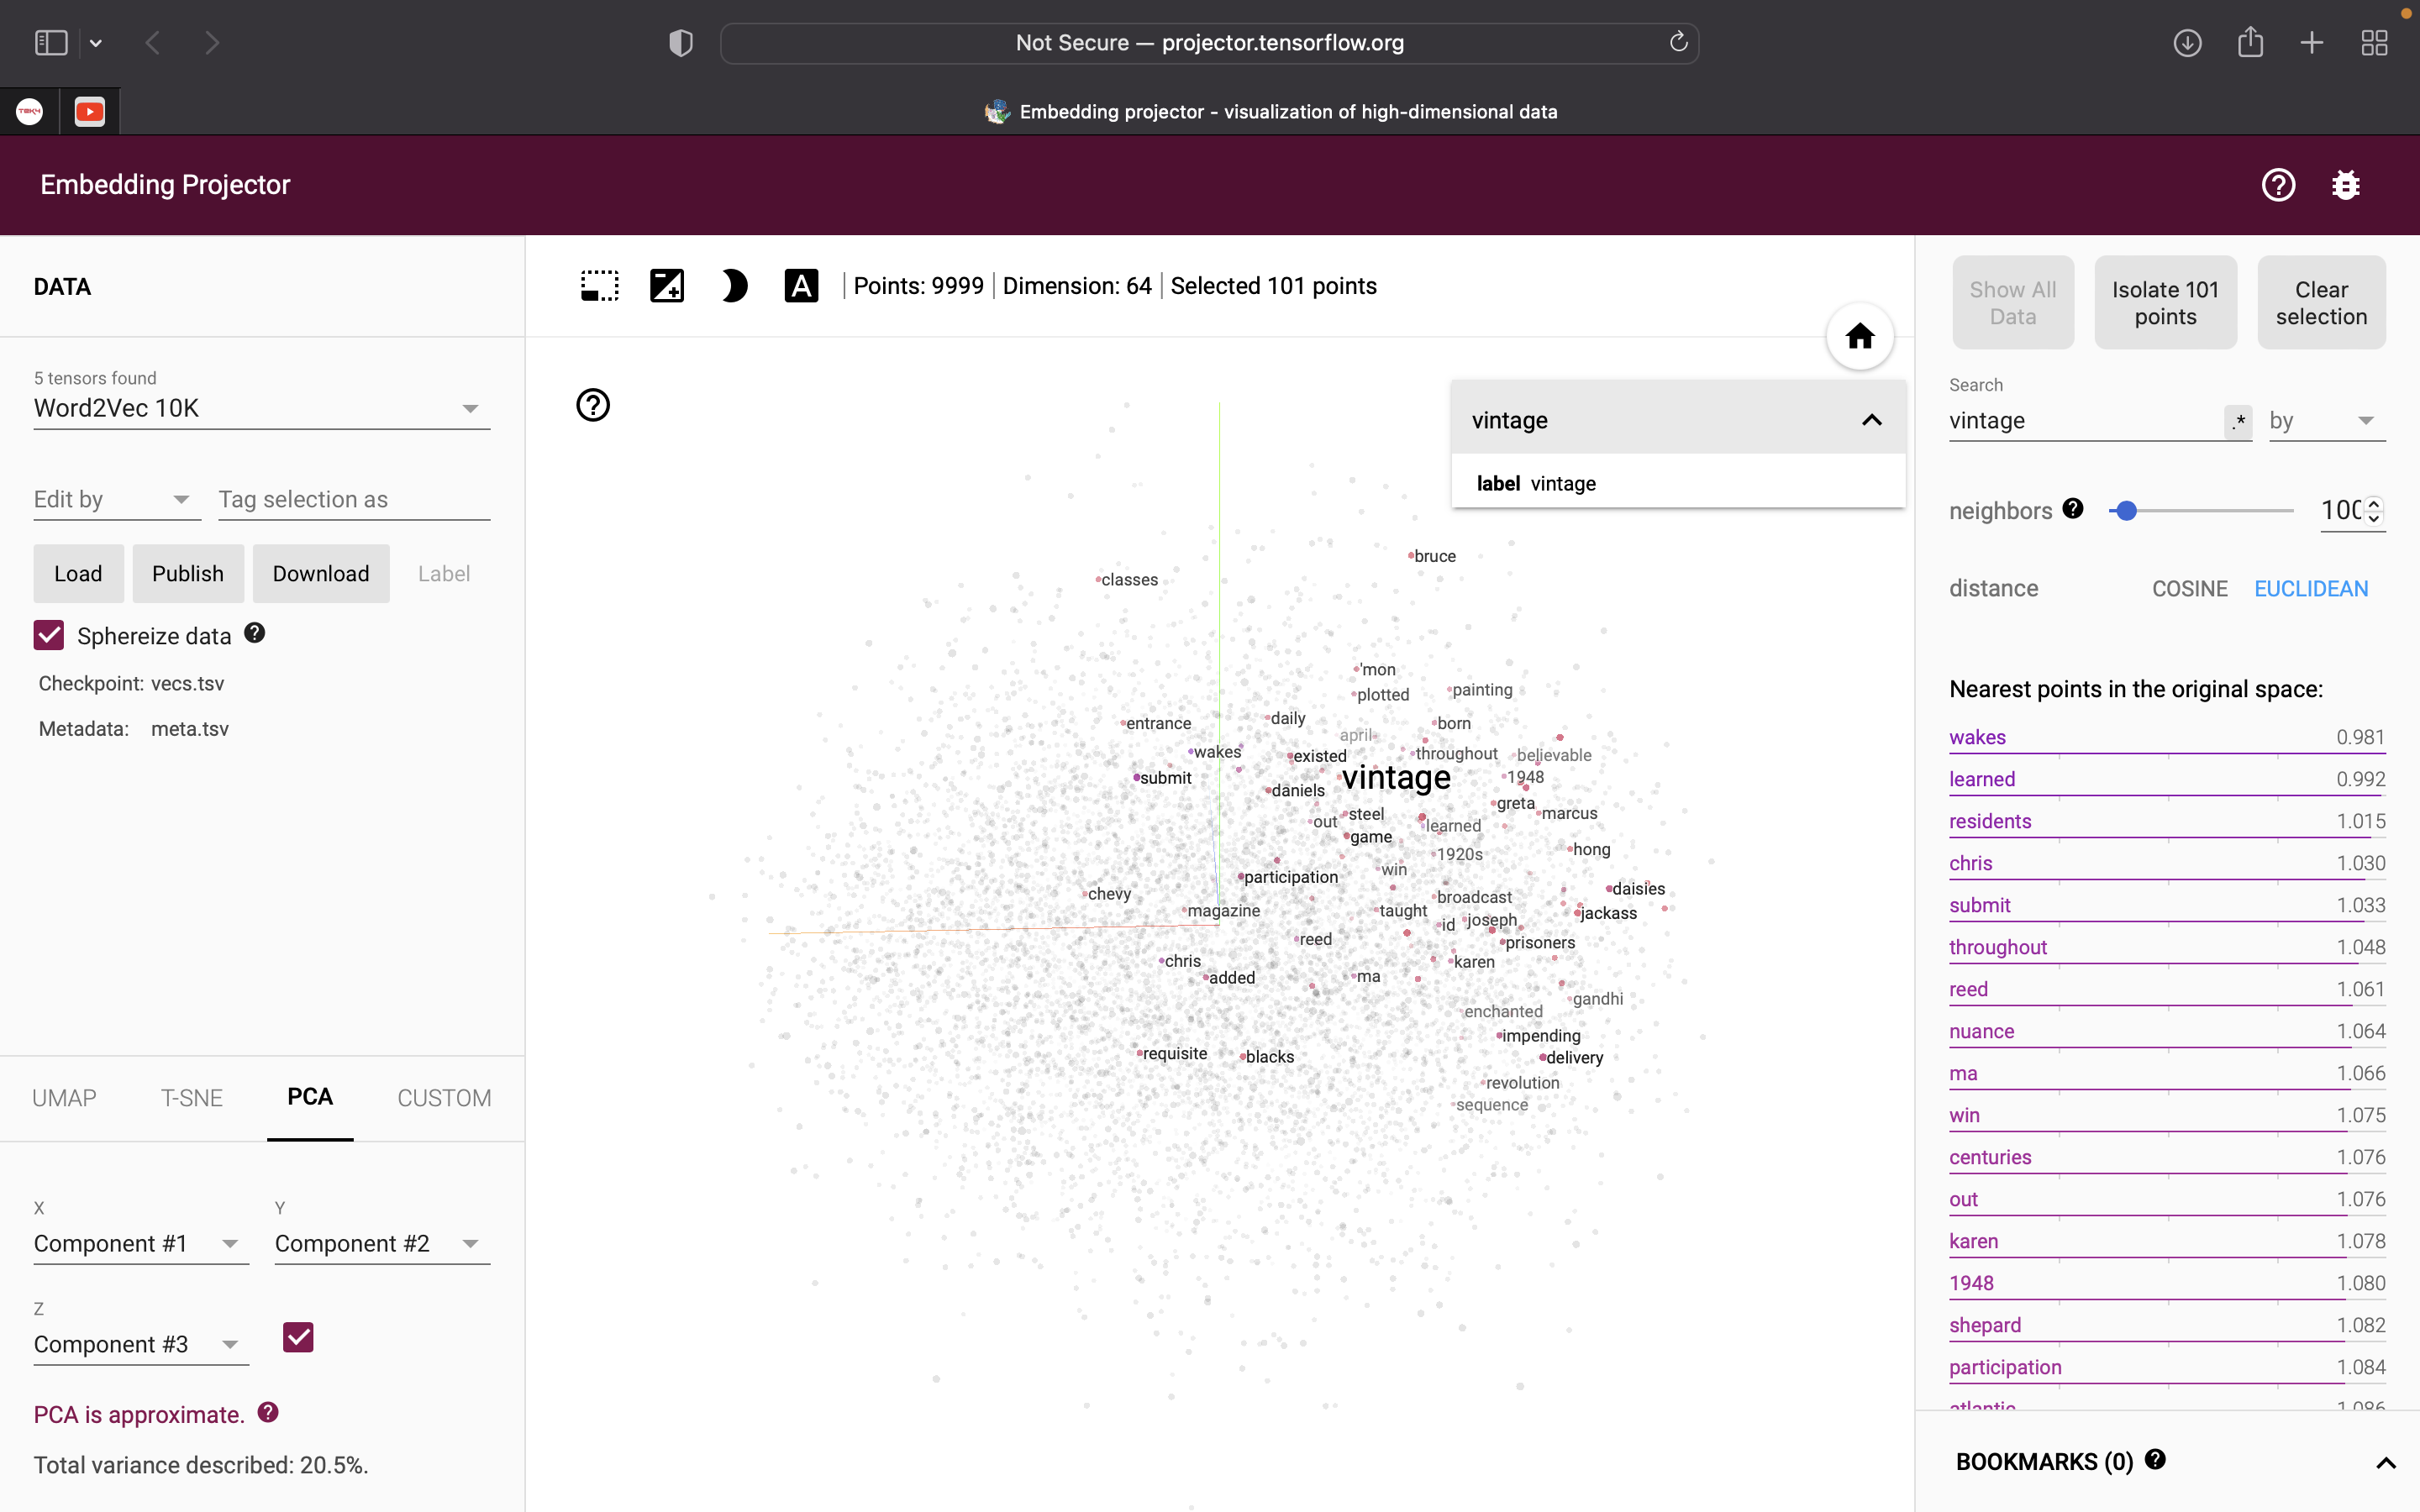 Not Secure — projector.tensorflow.org
TEKY
Embedding projector - visualization of high-dimensional data
Embedding Projector
DATA
5 tensors found
Word2Vec 10K
Edit by
Tag selection as
Load
Publish
Download
Label
Sphereize data
Checkpoint: vecs.tsv
Metadata: meta.tsv
UMAP
T-SNE
PCA
CUSTOM
X
Component #1
Y
Component #2
Z
Component #3
PCA is approximate.
Total variance described: 20.5%.
A
Points: 9999
Dimension: 64
Selected 101 points
vintage
label vintage
bruce
classes
'mon
plotted
painting
entrance
daily
born
april
wakes
existed
throughout
believable
submit
vintage
1948
daniels
greta
out
steel
marcus
learned
game
hong
1920s
win
participation
daisies
chevy
broadcast
magazine
taught
jackass
id
joseph
reed
prisoners
chris
karen
added
ma
gandhi
enchanted
impending
requisite
blacks
delivery
revolution
sequence
Show All
Data
Isolate 101
points
Clear
selection
Search
vintage
.*
by
neighbors
100
distance
COSINE
EUCLIDEAN
Nearest points in the original space:
wakes 0.981
learned 0.992
residents 1.015
chris 1.030
submit 1.033
throughout 1.048
reed 1.061
nuance 1.064
ma 1.066
win 1.075
centuries 1.076
out 1.076
karen 1.078
1948 1.080
shepard 1.082
participation 1.084
atlantic 1.086
BOOKMARKS (0)